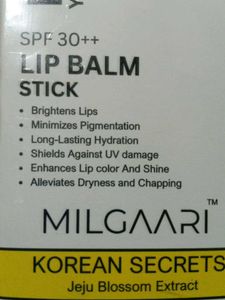 SPF 30++
LIP BALM
STICK
• Brightens Lips
• Minimizes Pigmentation
• Long-Lasting Hydration
• Shields Against UV damage
• Enhances Lip color And Shine
• Alleviates Dryness and Chapping
MILGAARI™
KOREAN SECRETS
Jeju Blossom Extract